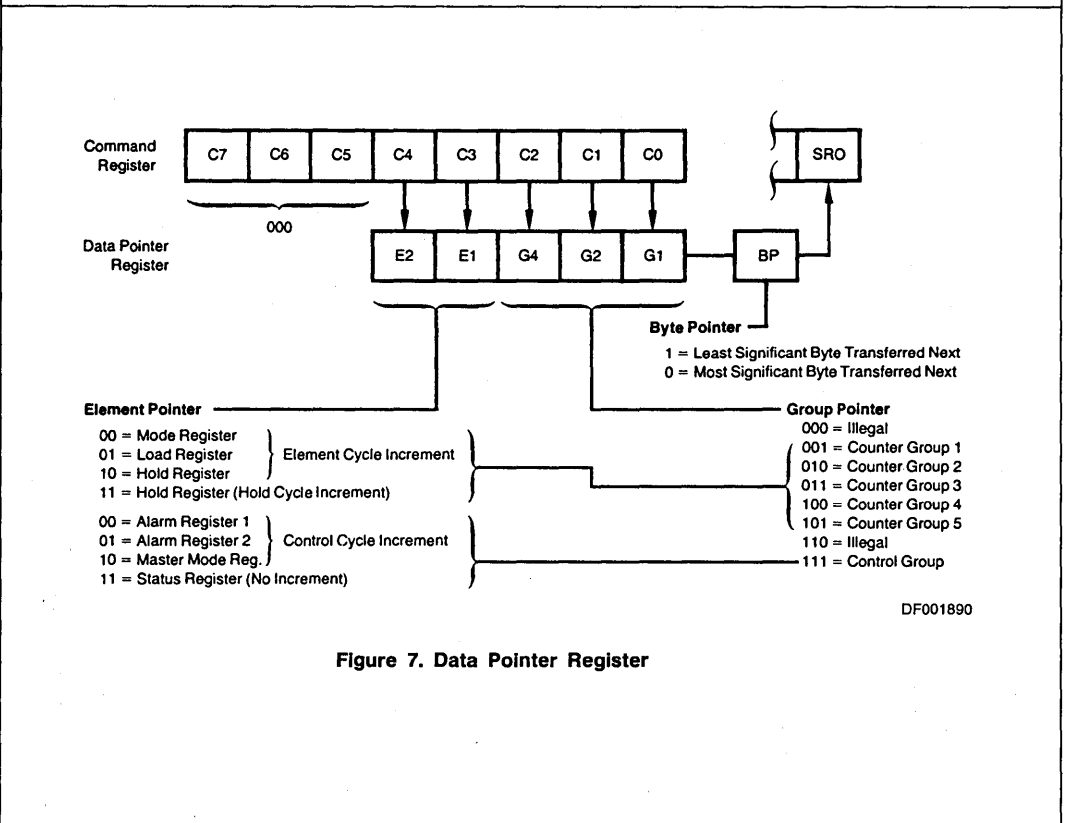 Command
Register
C7 C6 C5 C4 C3 C2 C1 C0 SRO
000
Data Pointer
Register
E2 E1 G4 G2 G1 BP
Byte Pointer
1 = Least Significant Byte Transferred Next
0 = Most Significant Byte Transferred Next
Element Pointer
00 = Mode Register
01 = Load Register
10 = Hold Register
Element Cycle Increment
11 = Hold Register (Hold Cycle Increment)
00 = Alarm Register 1
01 = Alarm Register 2
10 = Master Mode Reg.
Control Cycle Increment
11 = Status Register (No Increment)
Group Pointer
000 = Illegal
001 = Counter Group 1
010 = Counter Group 2
011 = Counter Group 3
100 = Counter Group 4
101 = Counter Group 5
110 = Illegal
111 = Control Group
DF001890
Figure 7. Data Pointer Register